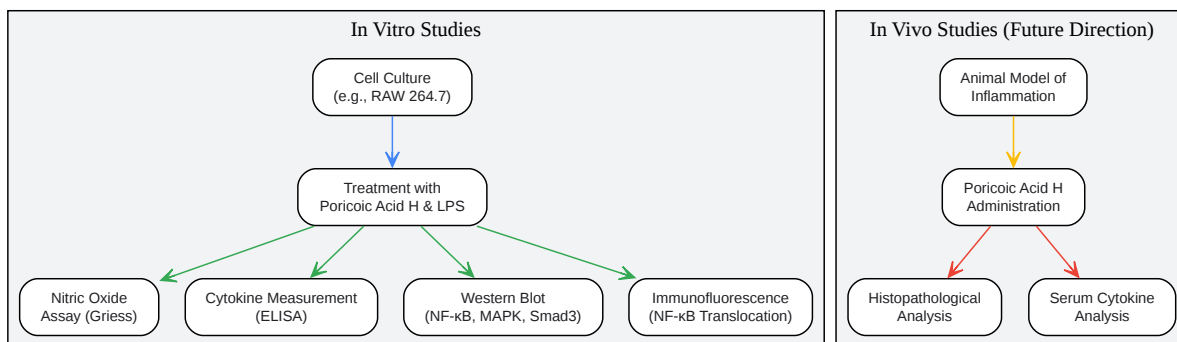 In Vitro Studies
Cell Culture
(e.g., RAW 264.7)
Treatment with
Poricoic Acid H & LPS
Nitric Oxide
Assay (Griess)
Cytokine Measurement
(ELISA)
Western Blot
(NF-κB, MAPK, Smad3)
Immunofluorescence
(NF-κB Translocation)
In Vivo Studies (Future Direction)
Animal Model of
Inflammation
Poricoic Acid H
Administration
Histopathological
Analysis
Serum Cytokine
Analysis